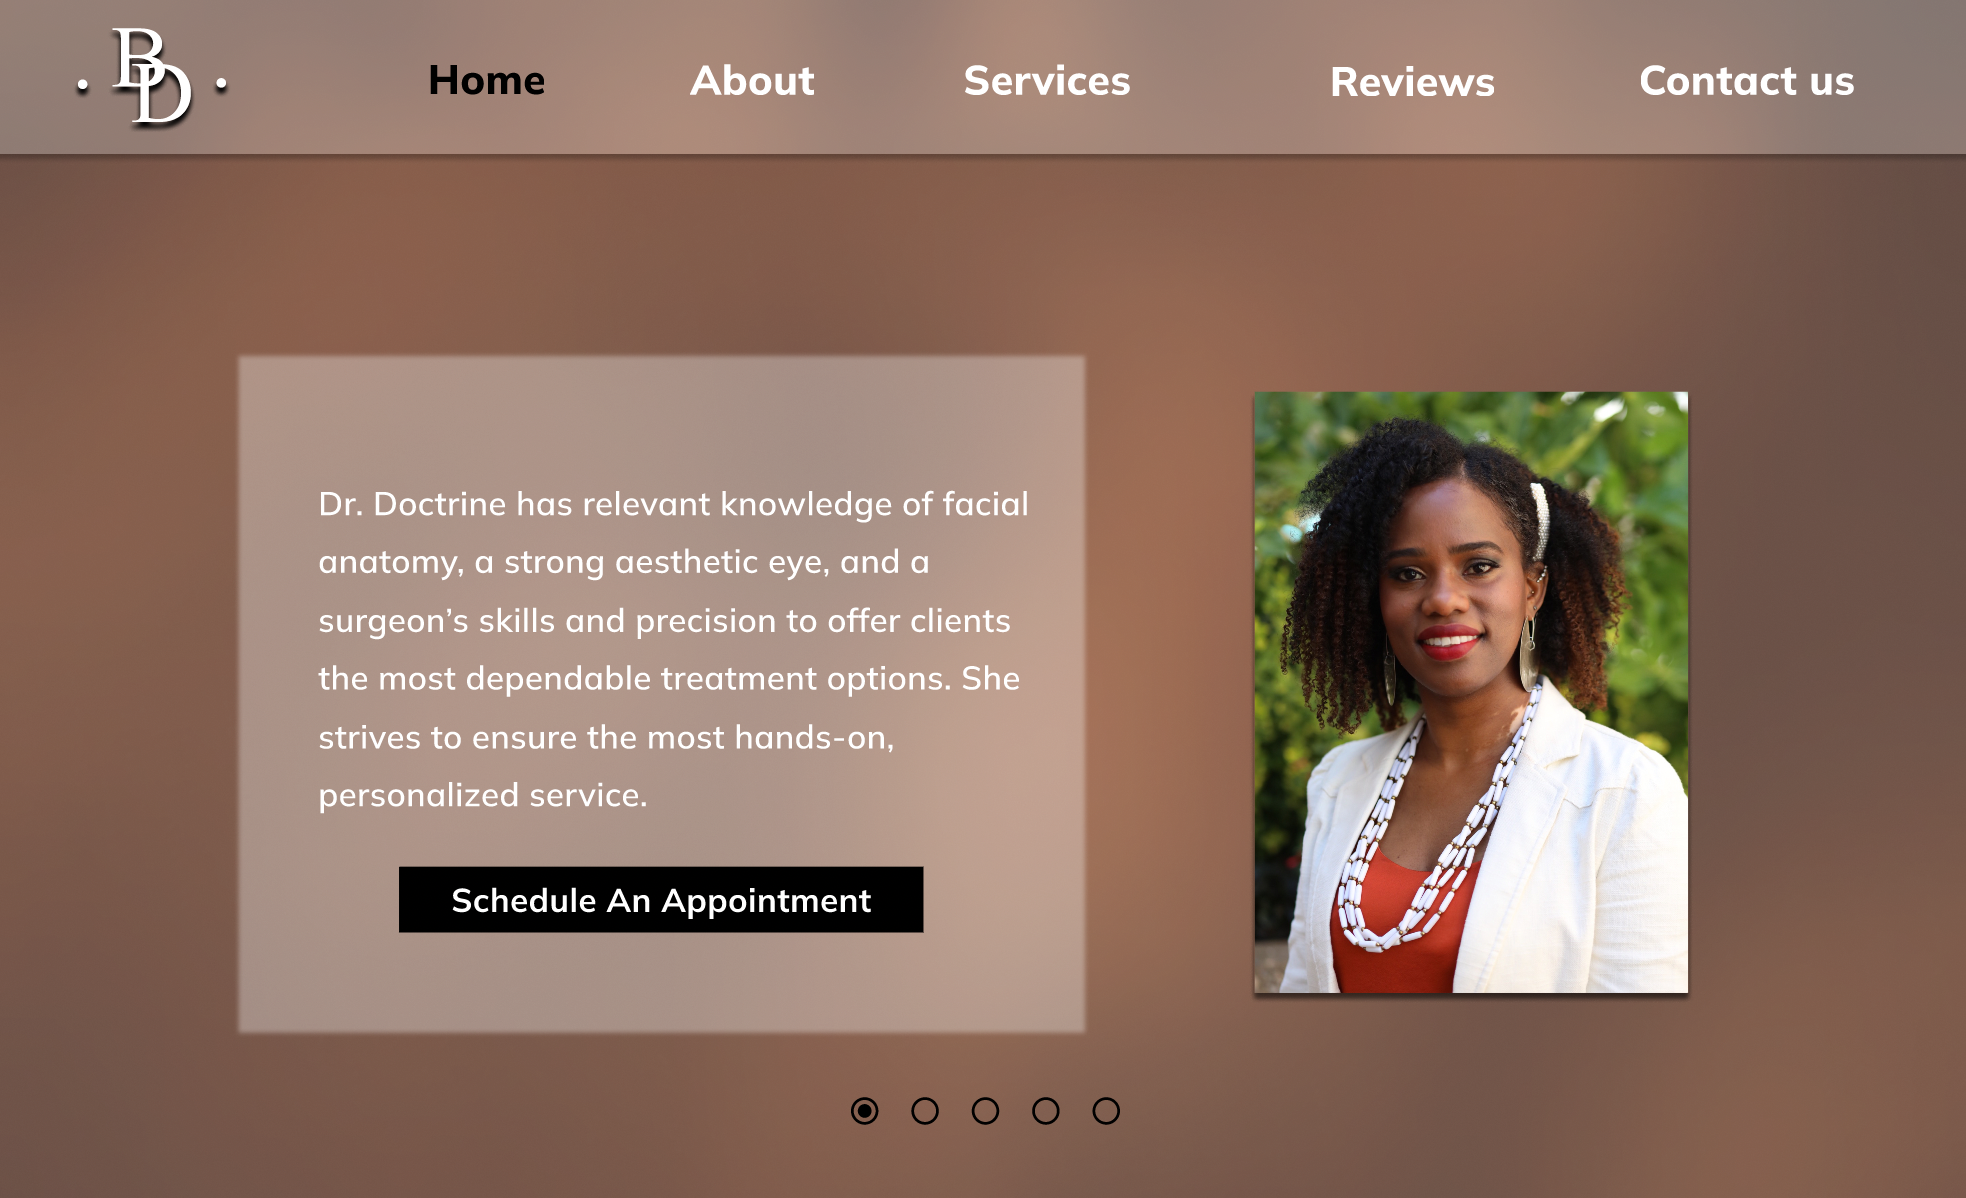 BD
Home About Services Reviews Contact us
Dr. Doctrine has relevant knowledge of facial
anatomy, a strong aesthetic eye, and a
surgeon’s skills and precision to offer clients
the most dependable treatment options. She
strives to ensure the most hands-on,
personalized service.
Schedule An Appointment